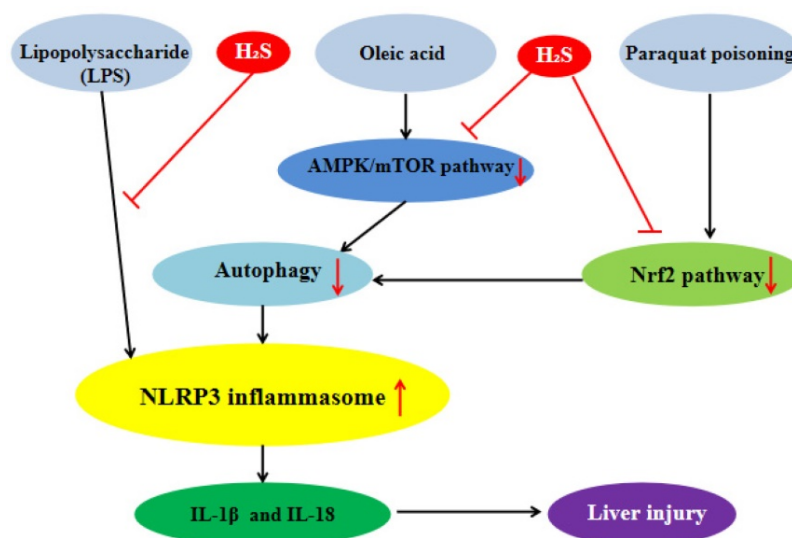 Lipopolysaccharide
(LPS)
H₂S
Oleic acid
H₂S
Paraquat poisoning
AMPK/mTOR pathway
Autophagy
Nrf2 pathway
NLRP3 inflammasome
IL-1β and IL-18
Liver injury